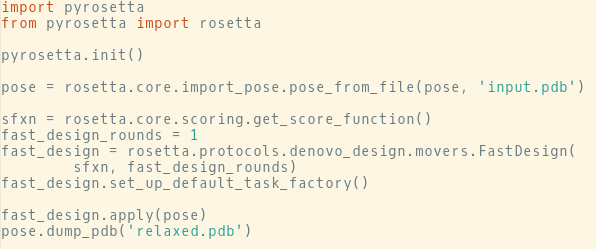 import pyrosetta
from pyrosetta import rosetta
pyrosetta.init()
pose = rosetta.core.import_pose.pose_from_file(pose, 'input.pdb')
sfxn = rosetta.core.scoring.get_score_function()
fast_design_rounds = 1
fast_design = rosetta.protocols.denovo_design.movers.FastDesign(
        sfxn, fast_design_rounds)
fast_design.set_up_default_task_factory()
fast_design.apply(pose)
pose.dump_pdb('relaxed.pdb')